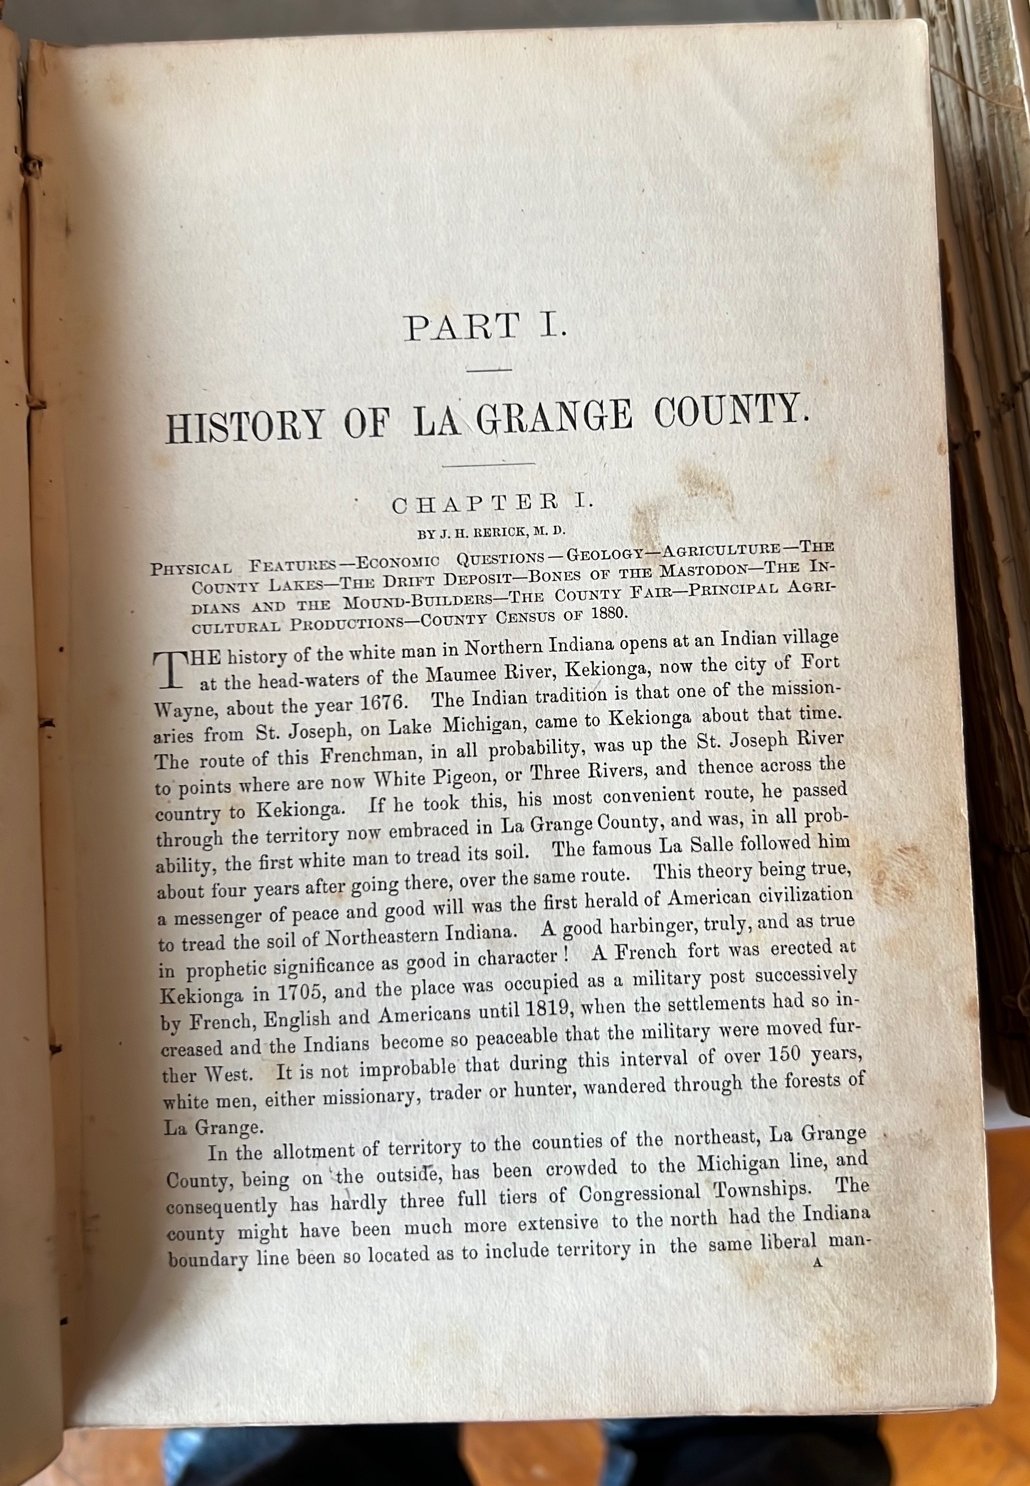 PART I.
HISTORY OF LA GRANGE COUNTY.
CHAPTER I.
BY J. H. RERICK, M. D.
PHYSICAL FEATURES—ECONOMIC QUESTIONS—GEOLOGY—AGRICULTURE—THE
COUNTY LAKES—THE DRIFT DEPOSIT—BONES OF THE MASTODON—THE IN-
DIANS AND THE MOUND-BUILDERS—THE COUNTY FAIR—PRINCIPAL AGRI-
CULTURAL PRODUCTIONS—COUNTY CENSUS OF 1880.
THE history of the white man in Northern Indiana opens at an Indian village
at the head-waters of the Maumee River, Kekionga, now the city of Fort
Wayne, about the year 1676. The Indian tradition is that one of the mission-
aries from St. Joseph, on Lake Michigan, came to Kekionga about that time.
The route of this Frenchman, in all probability, was up the St. Joseph River
to points where are now White Pigeon, or Three Rivers, and thence across the
country to Kekionga. If he took this, his most convenient route, he passed
through the territory now embraced in La Grange County, and was, in all prob-
ability, the first white man to tread its soil. The famous La Salle followed him
about four years after going there, over the same route. This theory being true,
a messenger of peace and good will was the first herald of American civilization
to tread the soil of Northeastern Indiana. A good harbinger, truly, and as true
in prophetic significance as good in character! A French fort was erected at
Kekionga in 1705, and the place was occupied as a military post successively
by French, English and Americans until 1819, when the settlements had so in-
creased and the Indians become so peaceable that the military were moved fur-
ther West. It is not improbable that during this interval of over 150 years,
white men, either missionary, trader or hunter, wandered through the forests of
La Grange.
In the allotment of territory to the counties of the northeast, La Grange
County, being on the outside, has been crowded to the Michigan line, and
consequently has hardly three full tiers of Congressional Townships. The
county might have been much more extensive to the north had the Indiana
boundary line been so located as to include territory in the same liberal man-
A